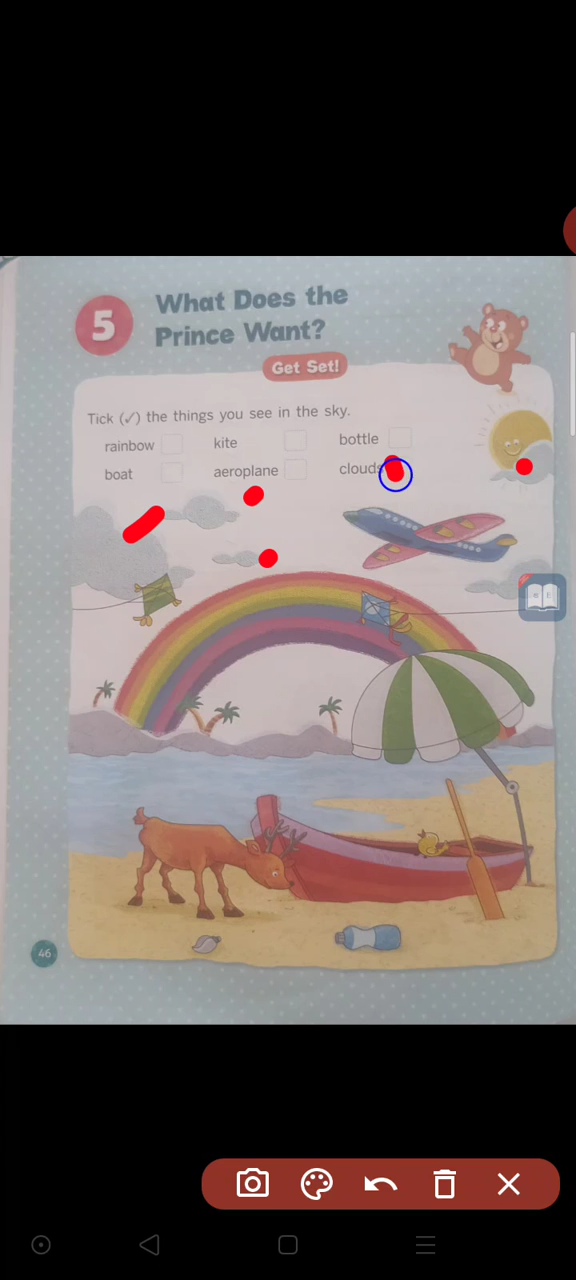 5
What Does the
Prince Want?
Get Set!
Tick (✓) the things you see in the sky.
rainbow kite bottle
boat aeroplane clouds
46